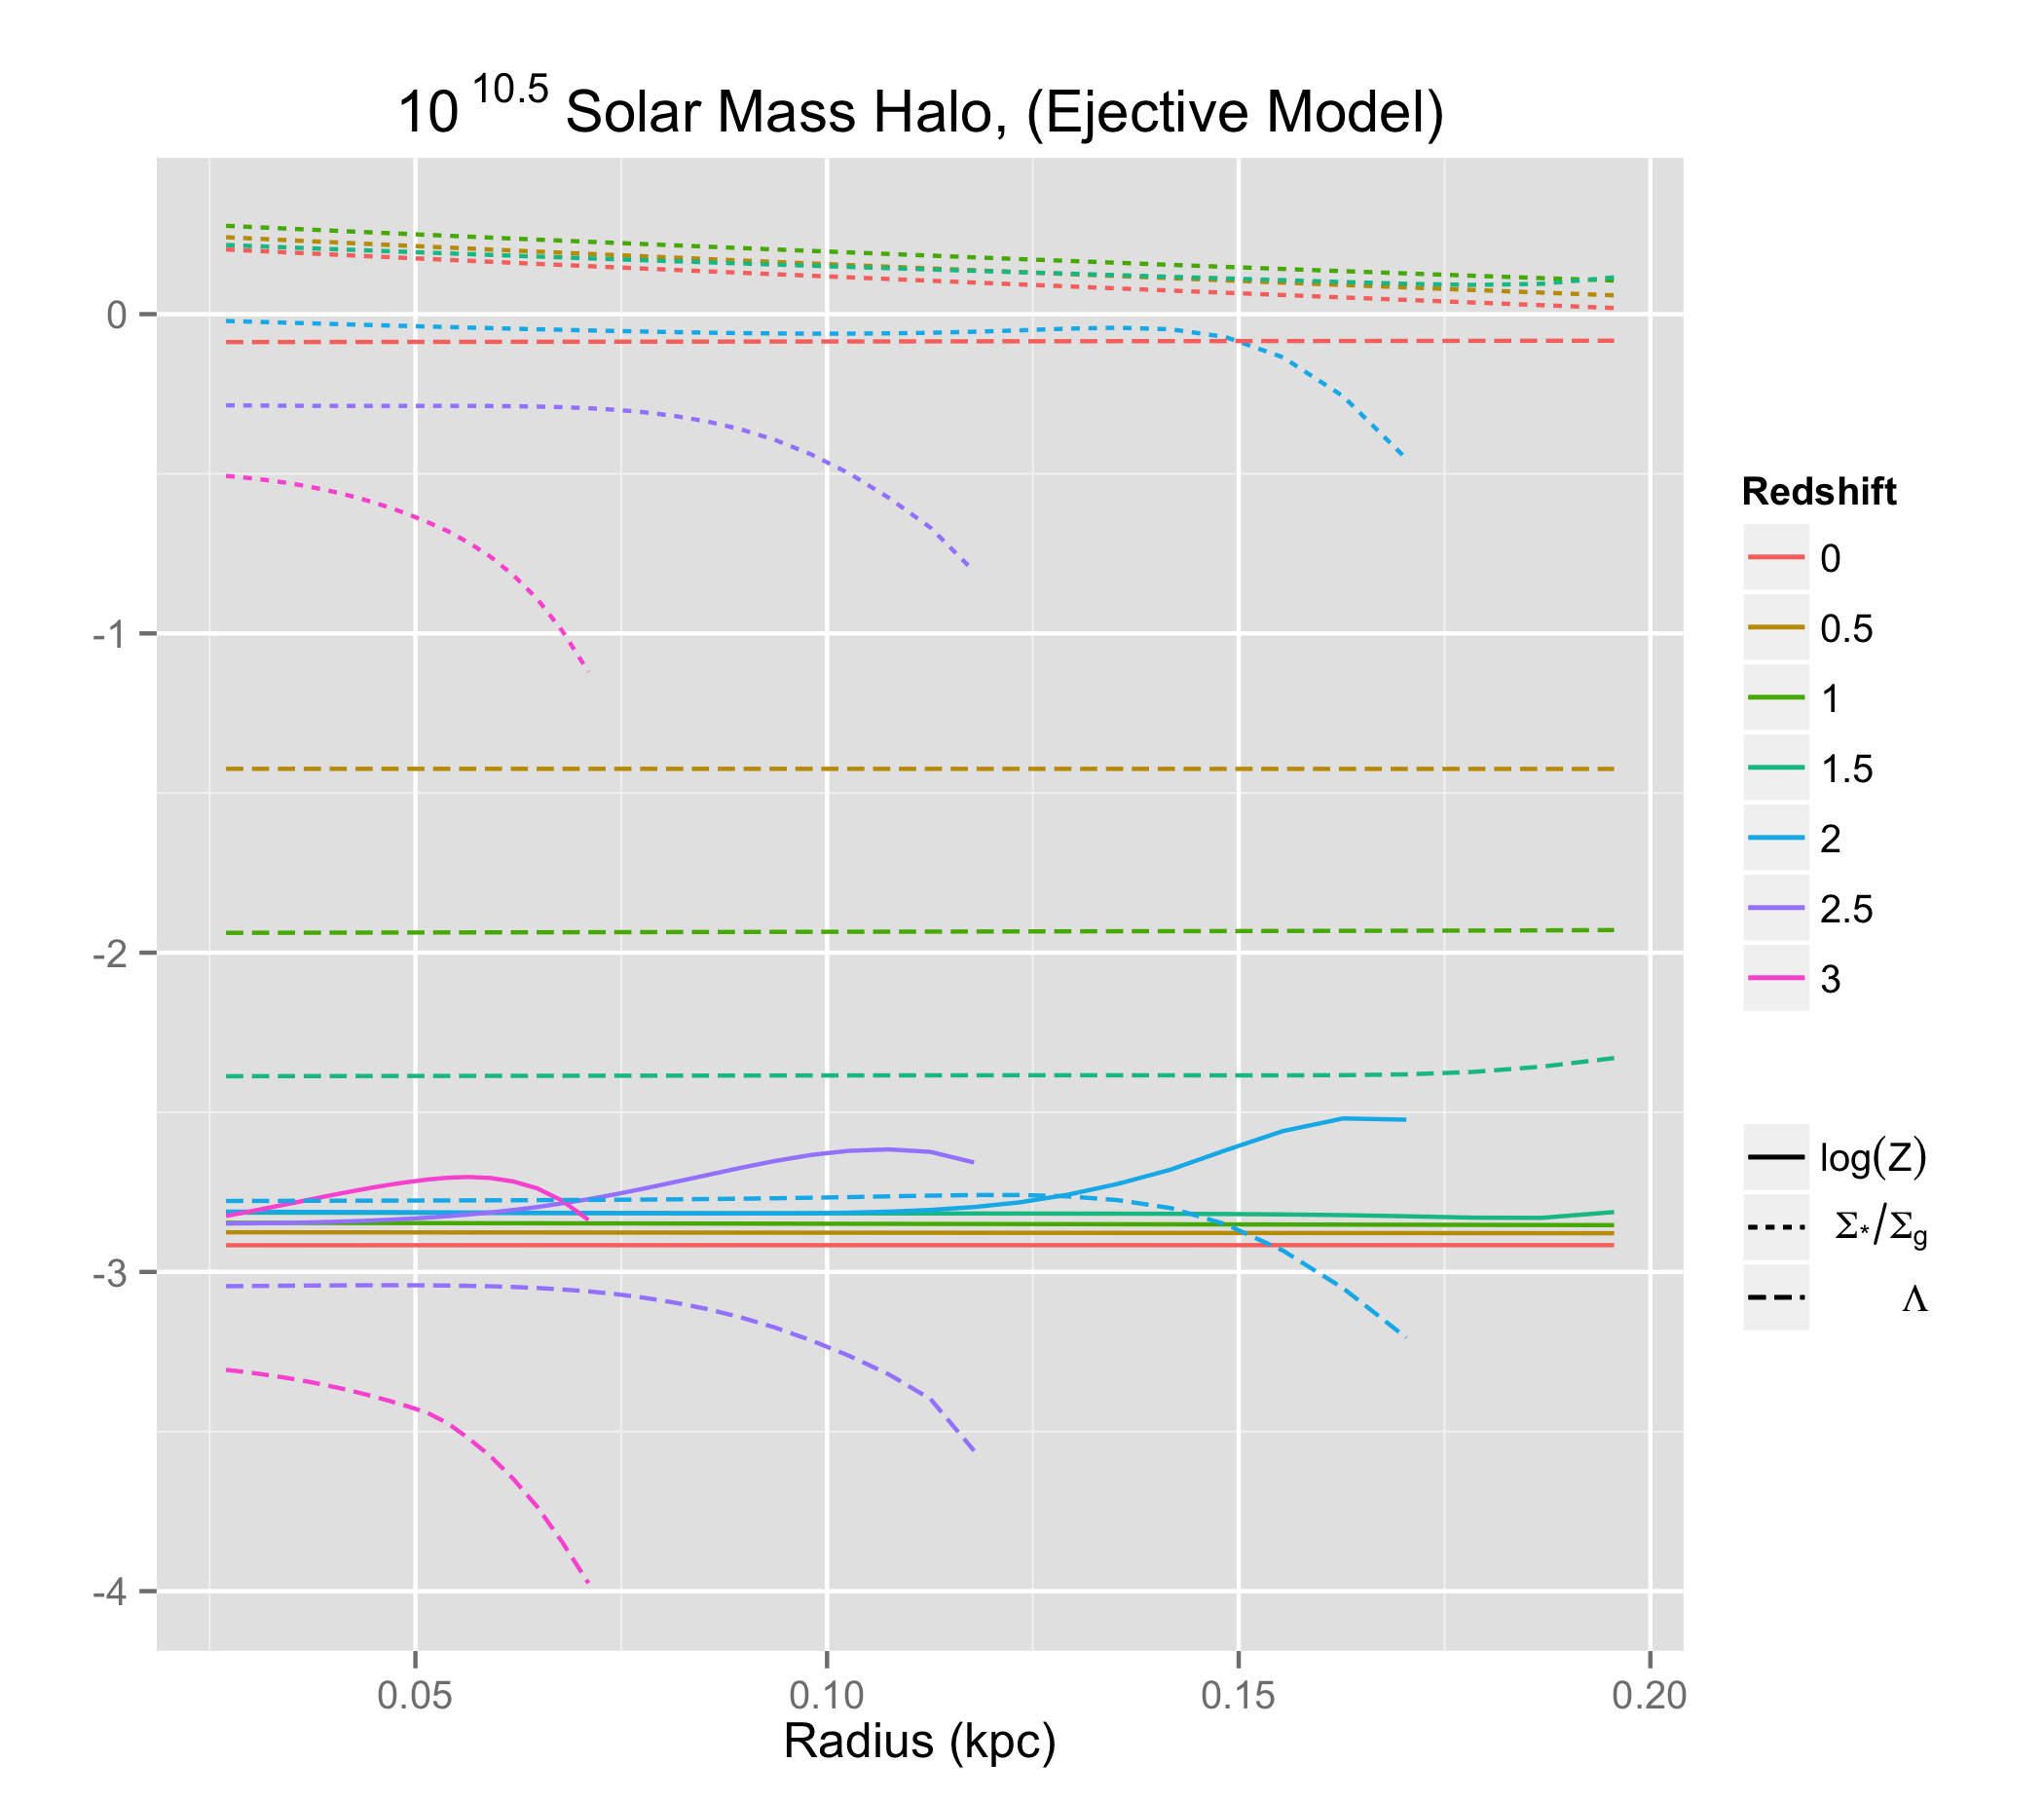 10^10.5 Solar Mass Halo, (Ejective Model)
0
-1
-2
-3
-4
0.05 0.10 0.15 0.20
Radius (kpc)
Redshift
0
0.5
1
1.5
2
2.5
3
log(Z)
Σ*/Σg
Λ